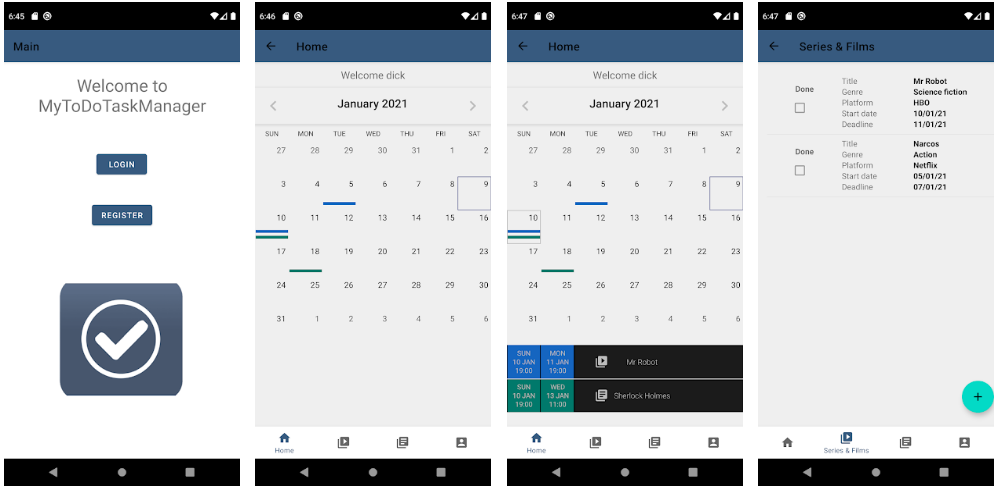 6:45
Main
Welcome to
MyToDoTaskManager
LOGIN
REGISTER
6:46
Home
Welcome dick
January 2021
SUN MON TUE WED THU FRI SAT
27 28 29 30 31 1 2
3 4 5 6 7 8 9
10 11 12 13 14 15 16
17 18 19 20 21 22 23
24 25 26 27 28 29 30
31 1 2 3 4 5 6
Home
6:47
Home
Welcome dick
January 2021
SUN MON TUE WED THU FRI SAT
27 28 29 30 31 1 2
3 4 5 6 7 8 9
10 11 12 13 14 15 16
17 18 19 20 21 22 23
24 25 26 27 28 29 30
31 1 2 3 4 5 6
SUN MON
10 JAN 11 JAN Mr Robot
19:00 19:00
SUN WED
10 JAN 13 JAN Sherlock Holmes
19:00 11:00
Home
6:47
Series & Films
Title Mr Robot
Done Genre Science fiction
Platform HBO
Start date 10/01/21
Deadline 11/01/21
Title Narcos
Done Genre Action
Platform Netflix
Start date 05/01/21
Deadline 07/01/21
+
Series & Films